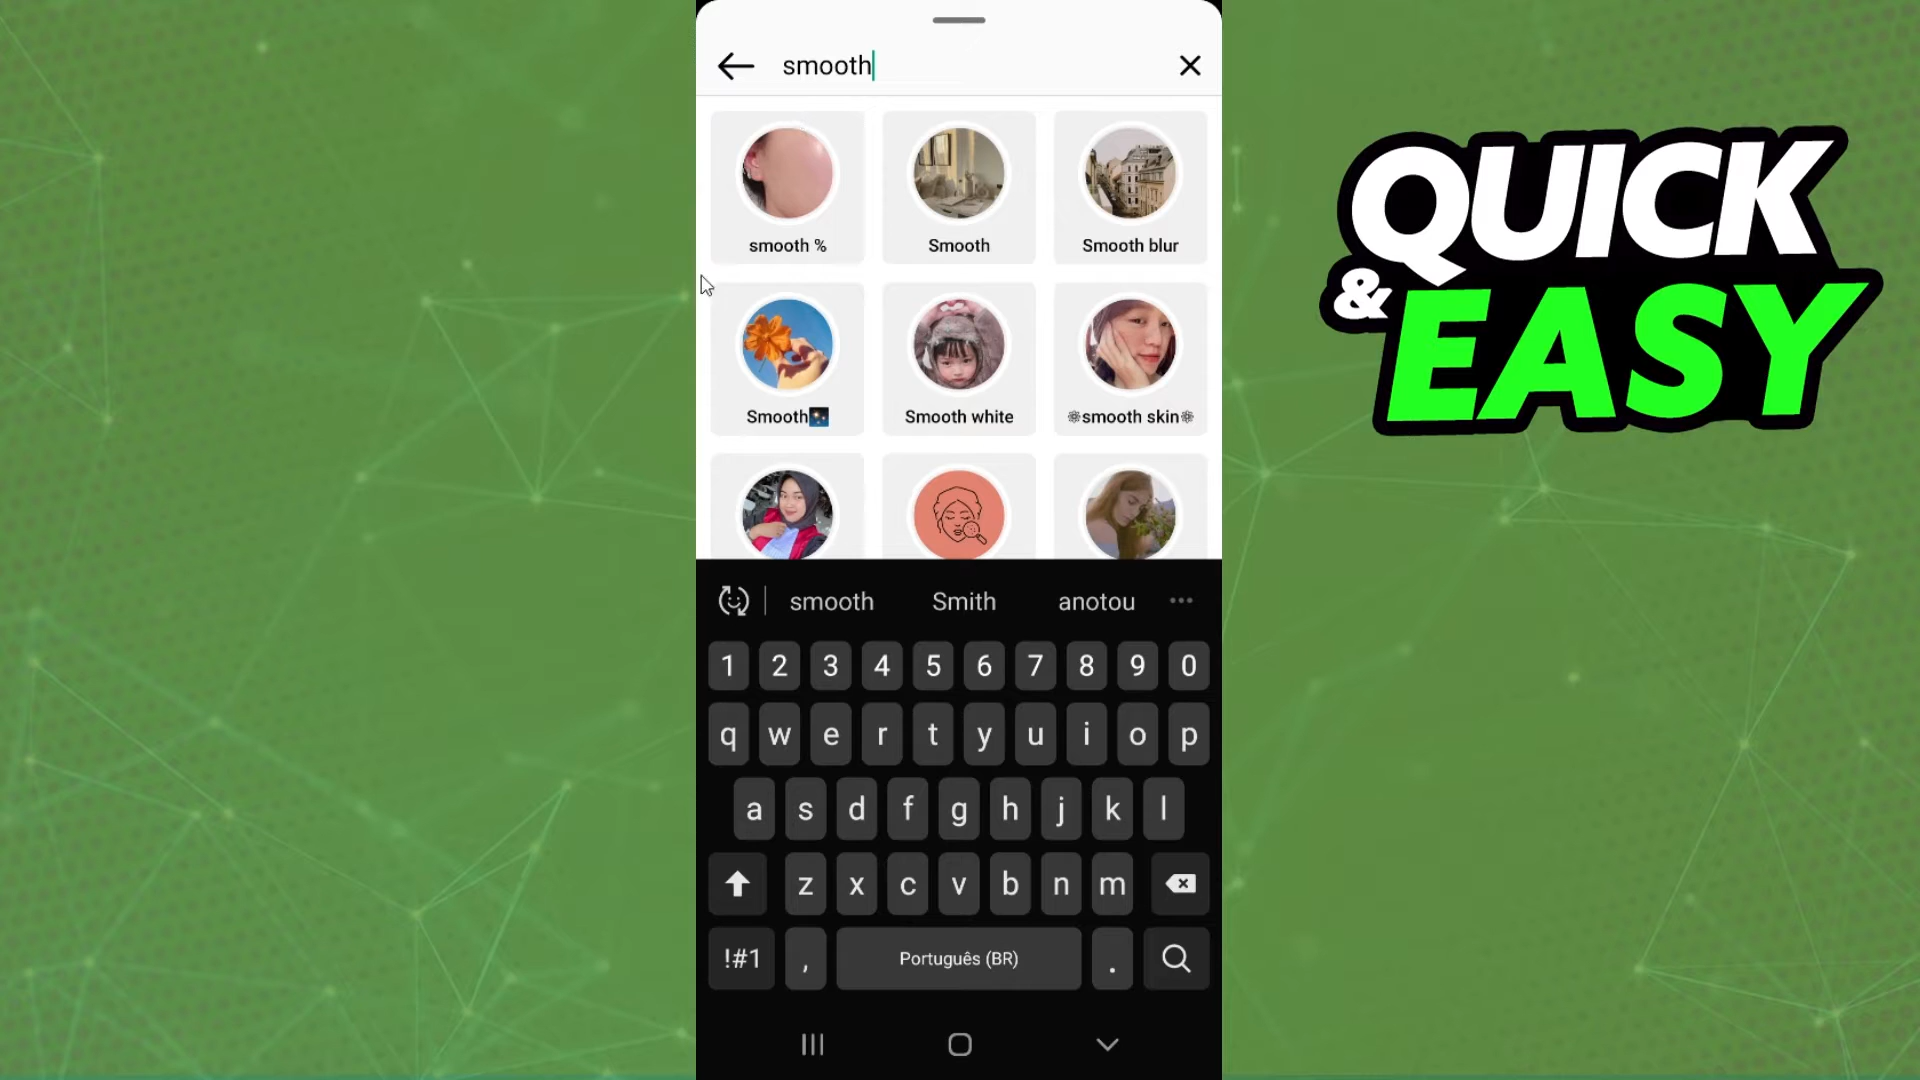 smooth
smooth %
Smooth
Smooth blur
Smooth🌠
Smooth white
❄smooth skin❄
smooth Smith anotou
1 2 3 4 5 6 7 8 9 0
q w e r t y u i o p
a s d f g h j k l
z x c v b n m
!#1 , Português (BR) .
QUICK
& EASY